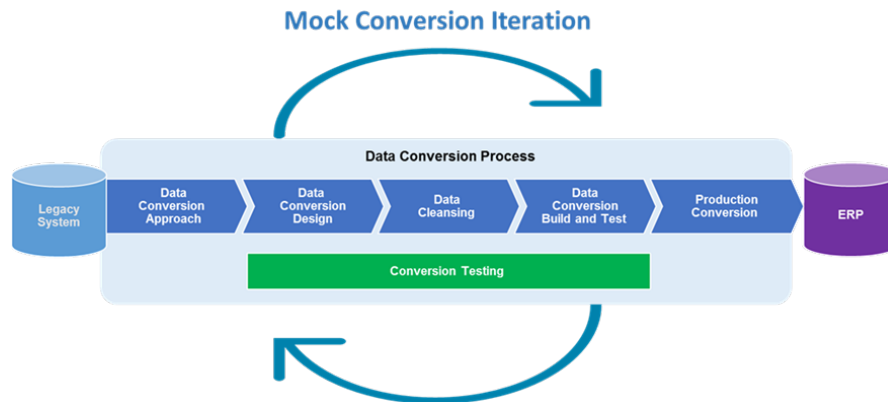 Mock Conversion Iteration
Data Conversion Process
Legacy
System
Data
Conversion
Approach
Data
Conversion
Design
Data
Cleansing
Data
Conversion
Build and Test
Production
Conversion
ERP
Conversion Testing